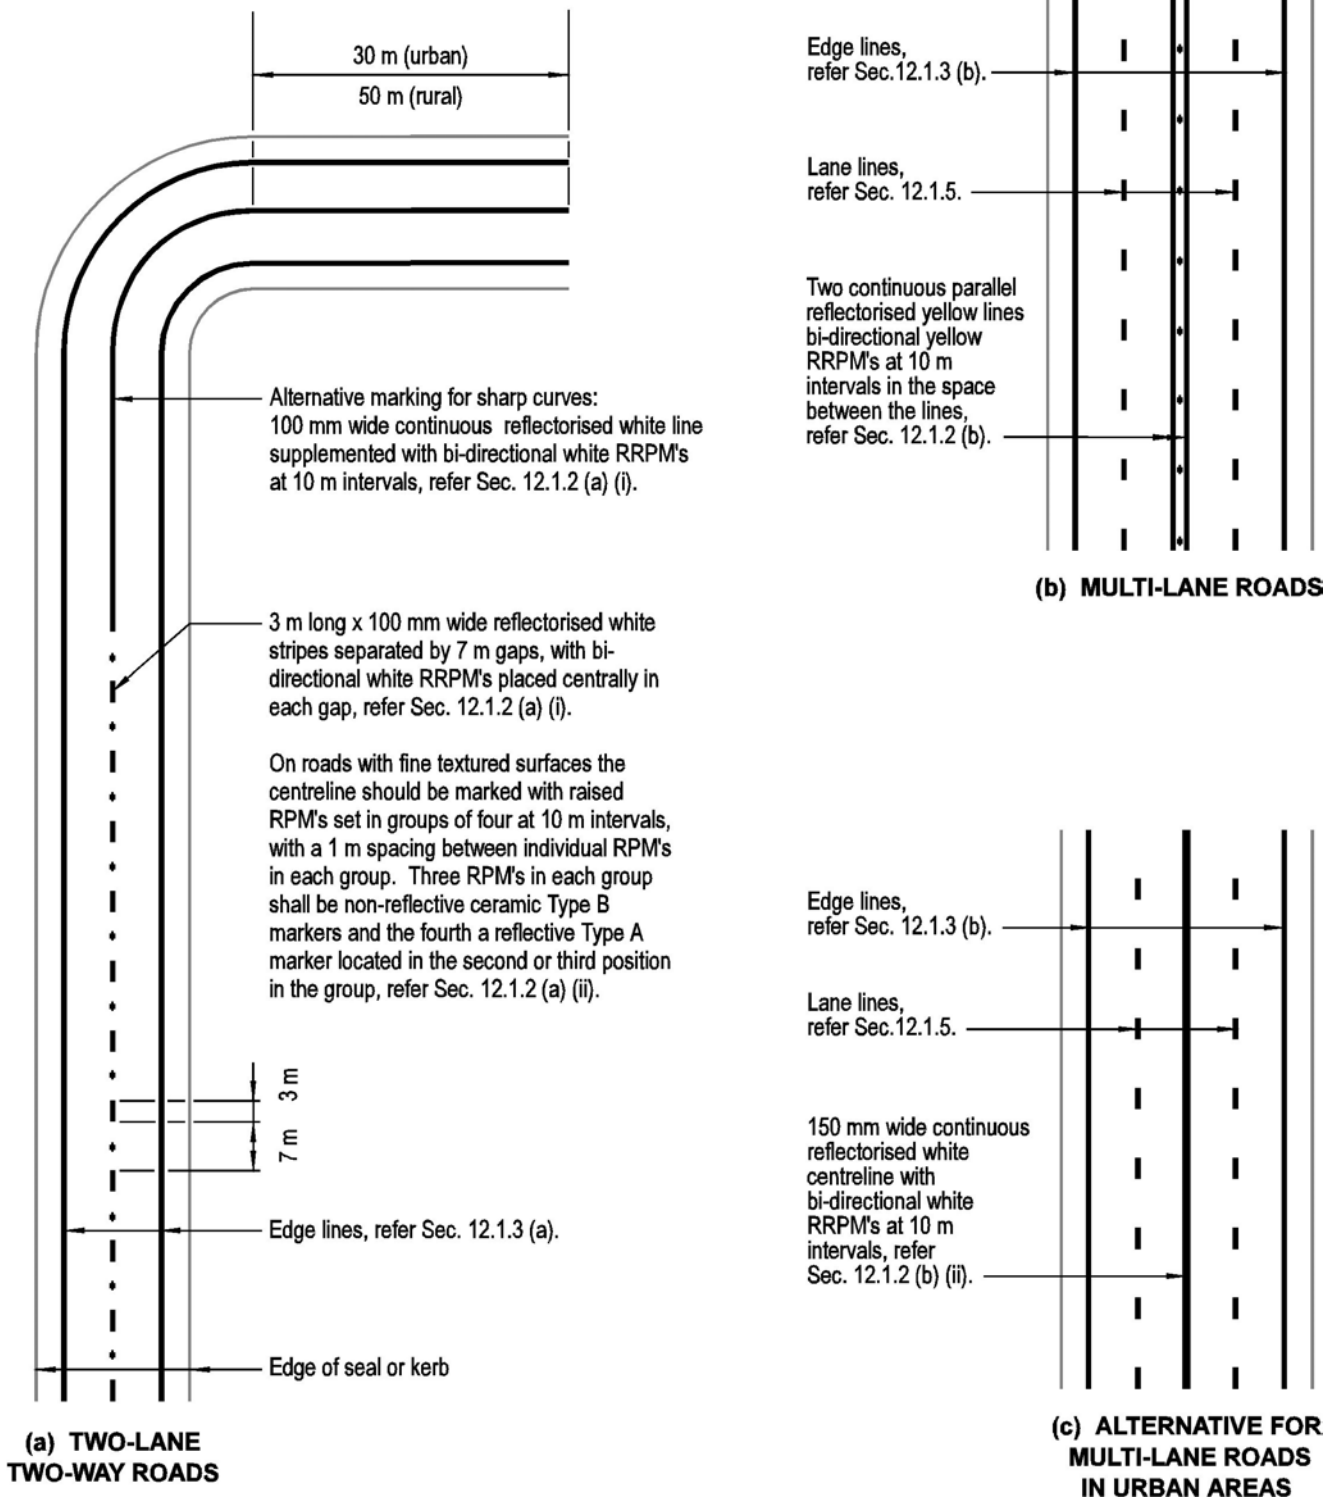 30 m (urban)
50 m (rural)
Alternative marking for sharp curves:
100 mm wide continuous reflectorised white line
supplemented with bi-directional white RRPM's
at 10 m intervals, refer Sec. 12.1.2 (a) (i).
3 m long x 100 mm wide reflectorised white
stripes separated by 7 m gaps, with bi-
directional white RRPM's placed centrally in
each gap, refer Sec. 12.1.2 (a) (i).
On roads with fine textured surfaces the
centreline should be marked with raised
RPM's set in groups of four at 10 m intervals,
with a 1 m spacing between individual RPM's
in each group. Three RPM's in each group
shall be non-reflective ceramic Type B
markers and the fourth a reflective Type A
marker located in the second or third position
in the group, refer Sec. 12.1.2 (a) (ii).
3 m
7 m
Edge lines, refer Sec. 12.1.3 (a).
Edge of seal or kerb
(a) TWO-LANE
TWO-WAY ROADS
Edge lines,
refer Sec.12.1.3 (b).
Lane lines,
refer Sec. 12.1.5.
Two continuous parallel
reflectorised yellow lines
bi-directional yellow
RRPM's at 10 m
intervals in the space
between the lines,
refer Sec. 12.1.2 (b).
(b) MULTI-LANE ROADS
Edge lines,
refer Sec. 12.1.3 (b).
Lane lines,
refer Sec.12.1.5.
150 mm wide continuous
reflectorised white
centreline with
bi-directional white
RRPM's at 10 m
intervals, refer
Sec. 12.1.2 (b) (ii).
(c) ALTERNATIVE FOR
MULTI-LANE ROADS
IN URBAN AREAS